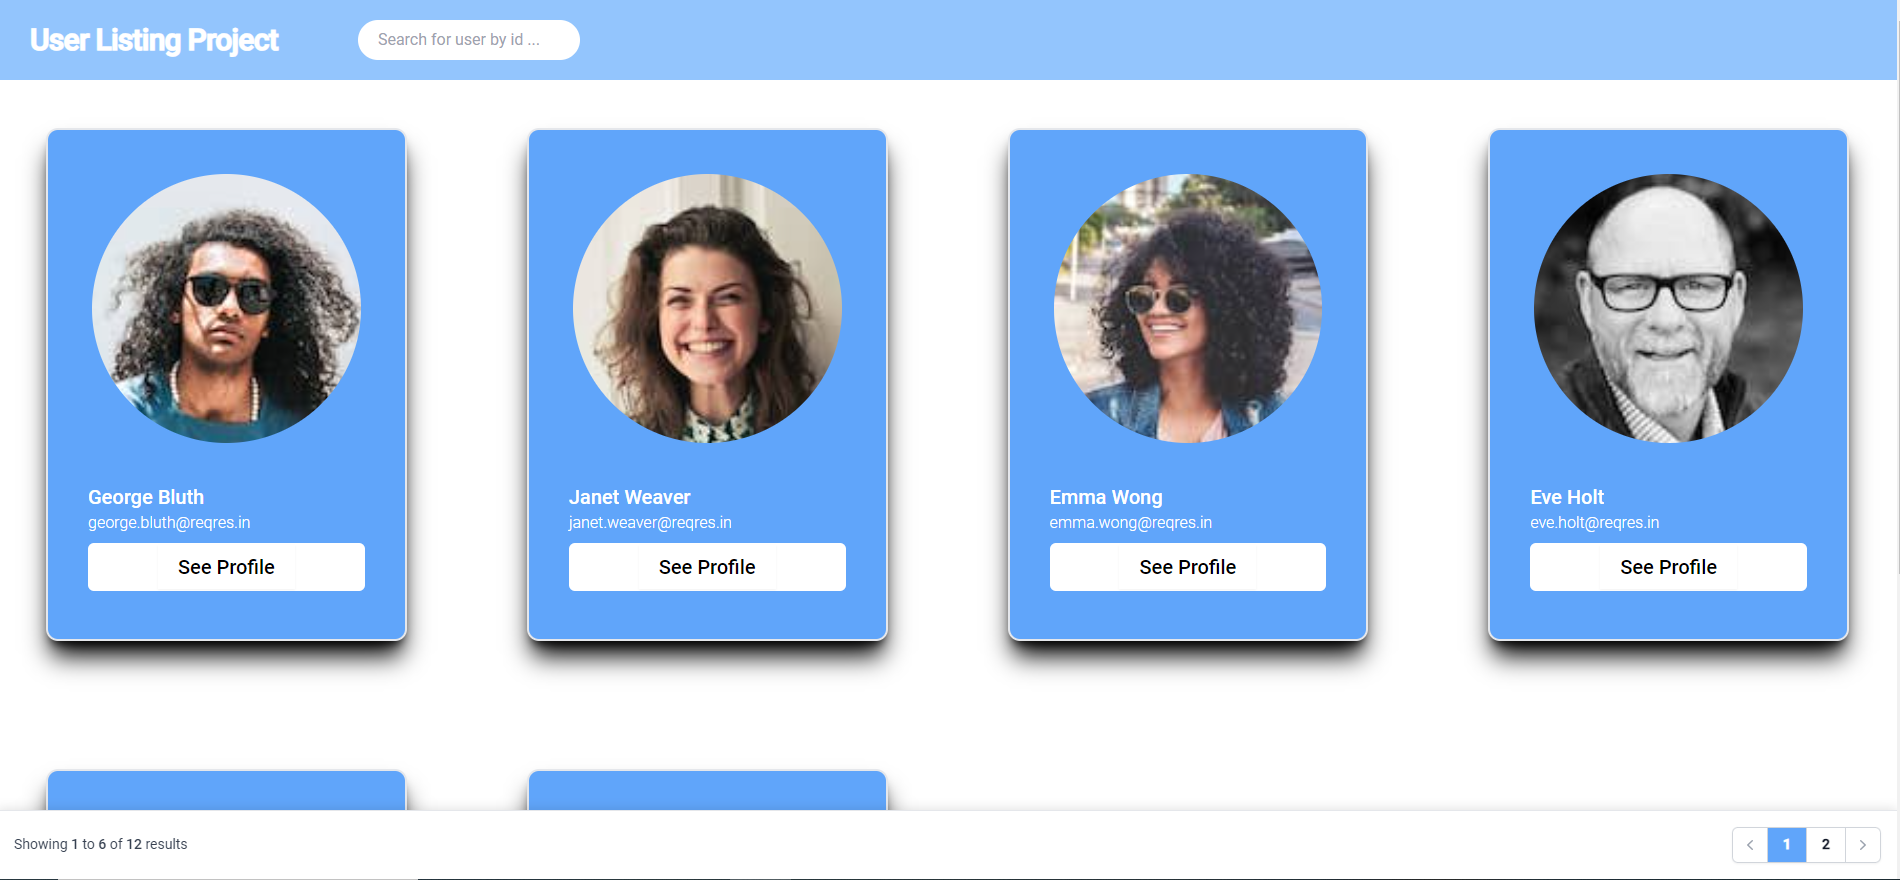 User Listing Project
Search for user by id ...
George Bluth
george.bluth@reqres.in
See Profile
Janet Weaver
janet.weaver@reqres.in
See Profile
Emma Wong
emma.wong@reqres.in
See Profile
Eve Holt
eve.holt@reqres.in
See Profile
Showing 1 to 6 of 12 results
1 2